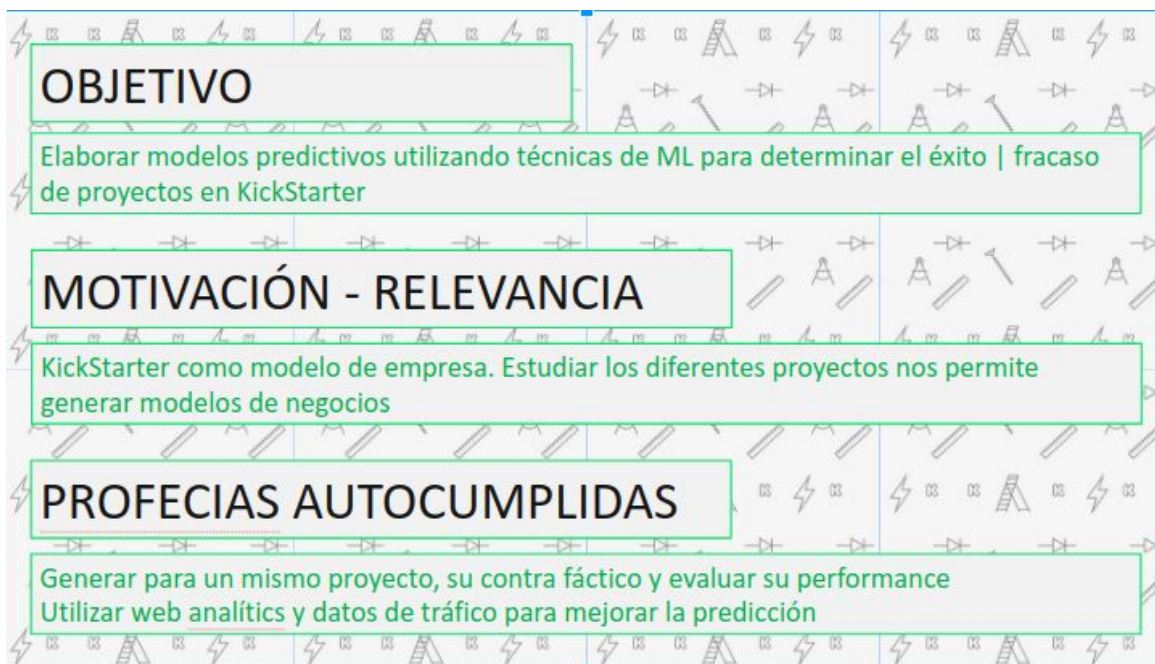 OBJETIVO
Elaborar modelos predictivos utilizando técnicas de ML para determinar el éxito | fracaso
de proyectos en KickStarter
MOTIVACIÓN - RELEVANCIA
KickStarter como modelo de empresa. Estudiar los diferentes proyectos nos permite
generar modelos de negocios
PROFECIAS AUTOCUMPLIDAS
Generar para un mismo proyecto, su contra fáctico y evaluar su performance
Utilizar web analítics y datos de tráfico para mejorar la predicción